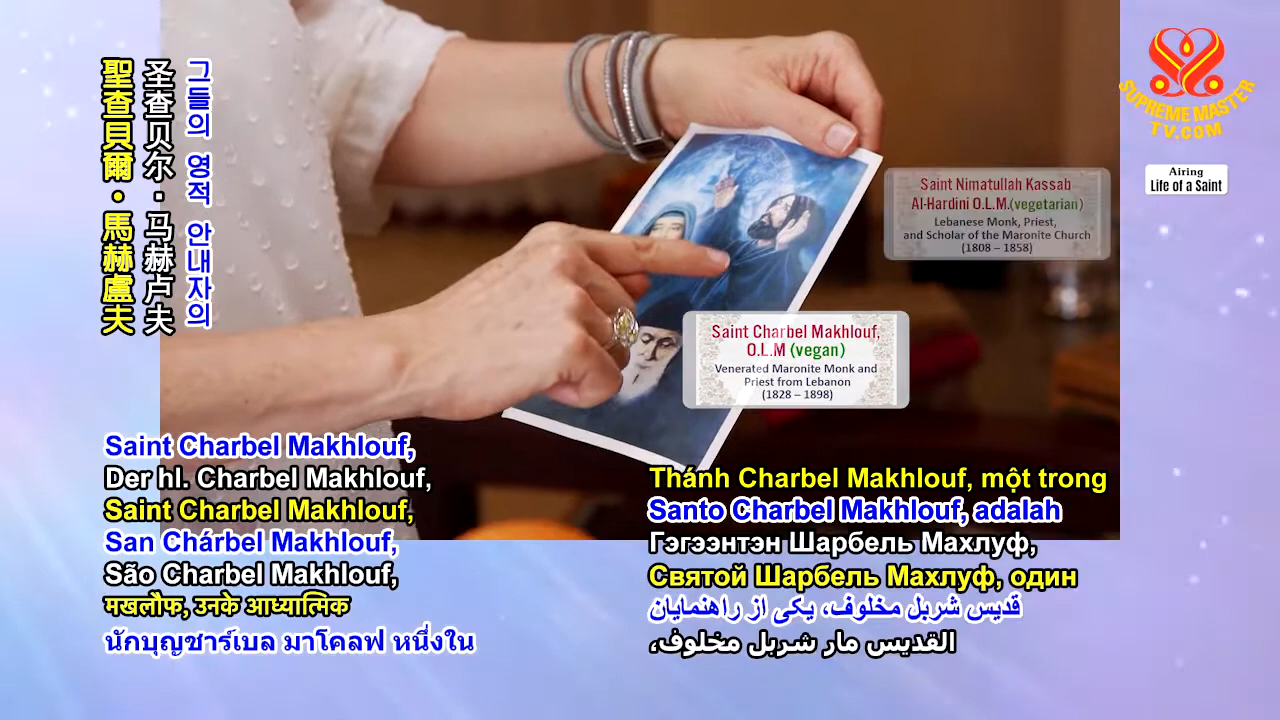 聖查貝爾・馬赫盧夫
圣查贝尔·马赫卢夫
그들의 영적 안내자의
SUPREME MASTER
TV.COM
Airing
Life of a Saint
Saint Nimatullah Kassab
Al-Hardini O.L.M.(vegetarian)
Lebanese Monk, Priest,
and Scholar of the Maronite Church
(1808 – 1858)
Saint Charbel Makhlouf,
O.L.M (vegan)
Venerated Maronite Monk and
Priest from Lebanon
(1828 – 1898)
Saint Charbel Makhlouf,
Der hl. Charbel Makhlouf,
Saint Charbel Makhlouf,
San Chárbel Makhlouf,
São Charbel Makhlouf,
मखलौफ, उनके आध्यात्मिक
นักบุญชาร์เบล มาโคลฟ หนึ่งใน
Thánh Charbel Makhlouf, một trong
Santo Charbel Makhlouf, adalah
Гэгээнтэн Шарбель Махлуф,
Святой Шарбель Махлуф, один
قدیس شربل مخلوف، یکی از راهنمایان
القديس مار شربل مخلوف،